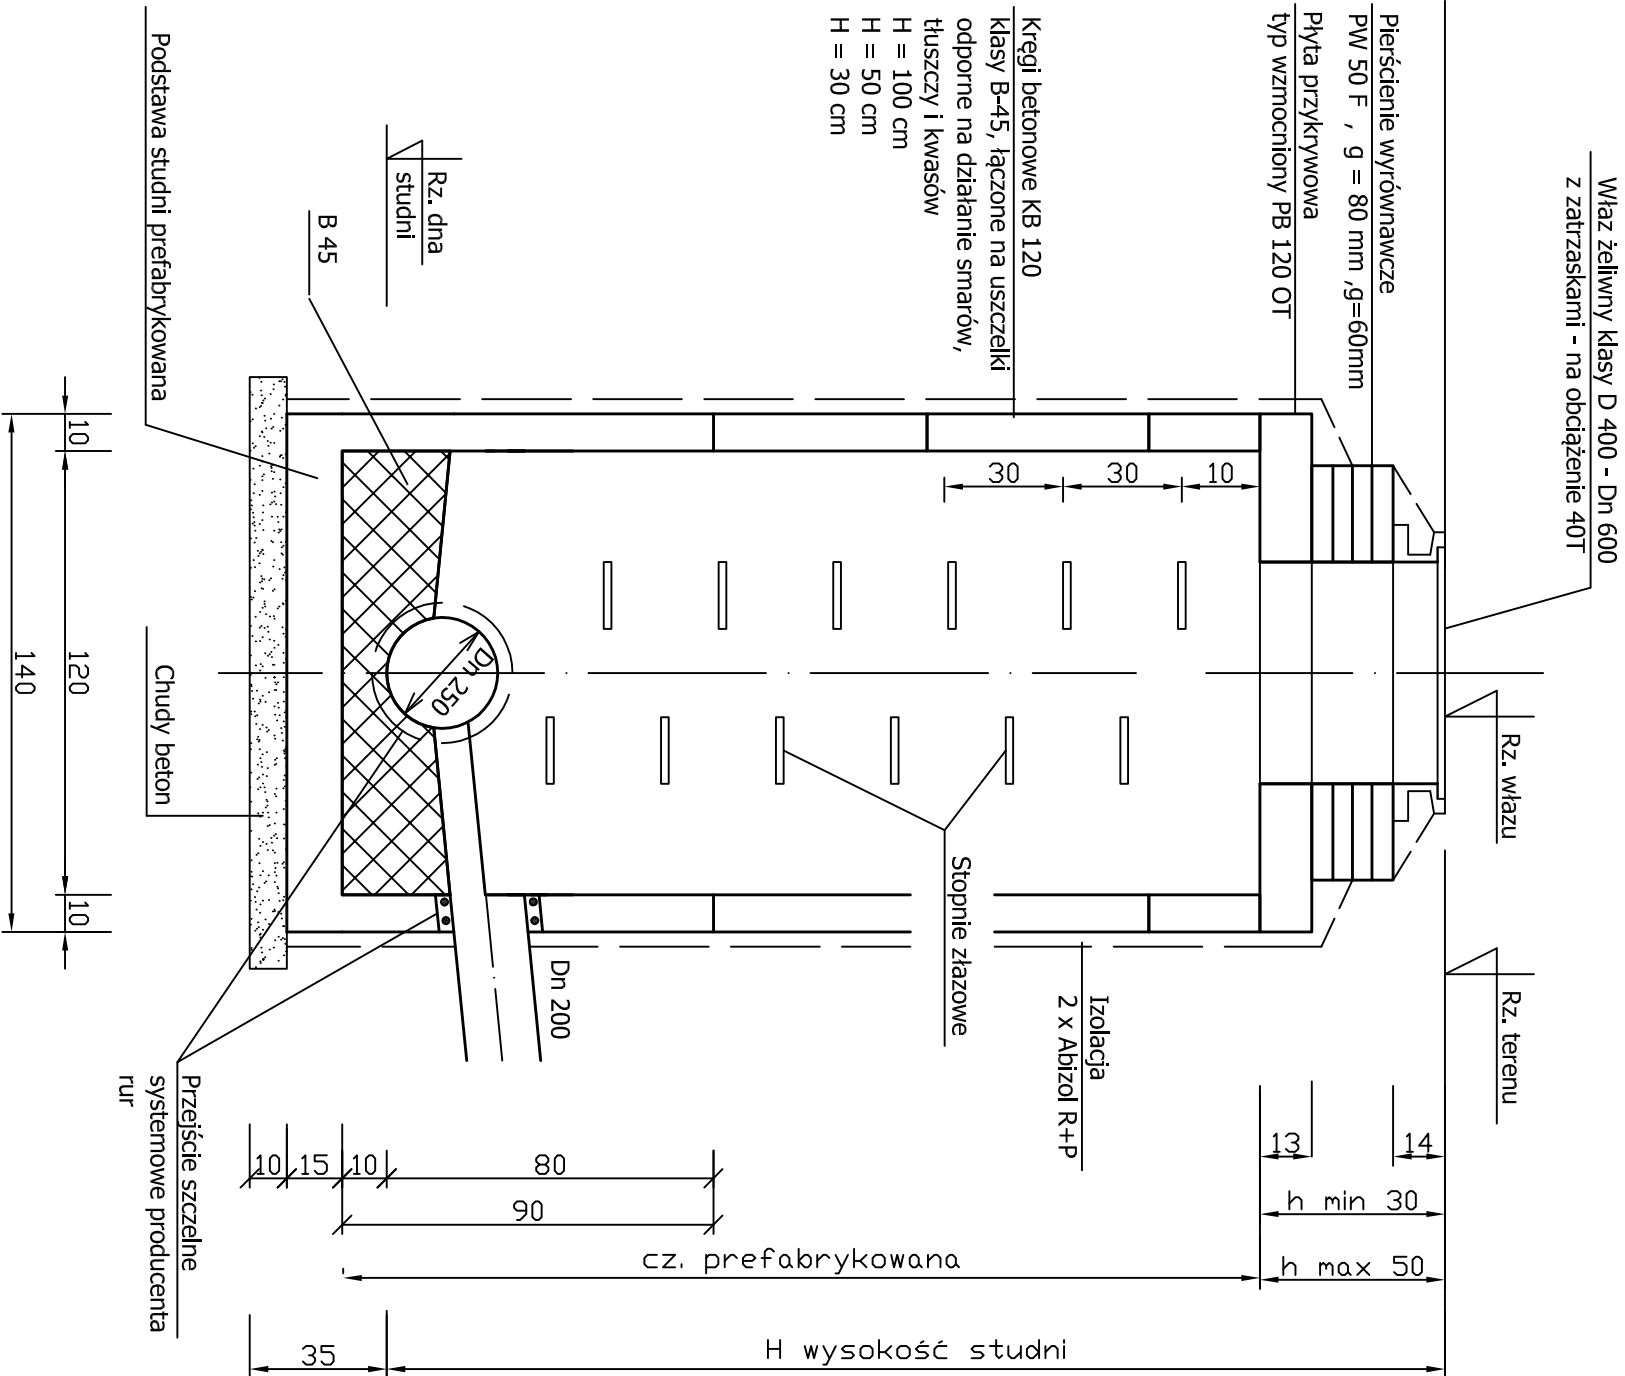 Właz żeliwny klasy D 400 - Dn 600
z zatrzaskami - na obciążenie 40T
Pierścienie wyrównawcze
PW 50 F , g = 80 mm ,g=60mm
Płyta przykrywowa
typ wzmocniony PB 120 OT
Kręgi betonowe KB 120
klasy B-45, łączone na uszczelki
odporne na działanie smarów,
tłuszczy i kwasów
H = 100 cm
H = 50 cm
H = 30 cm
Rz. dna
studni
B 45
Podstawa studni prefabrykowana
Rz. włazu
Rz. terenu
30
30
10
Dn 250
Stopnie złazowe
Izolacja
2 x Abizol R+P
Dn 200
Przejście szczelne
systemowe producenta
rur
Chudy beton
10
120
10
140
14
13
h min 30
h max 50
80
10
15
10
90
cz. prefabrykowana
H wysokość studni
35